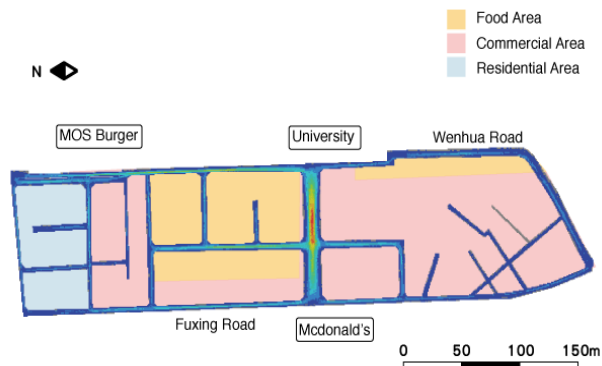 Food Area
Commercial Area
Residential Area
N
MOS Burger
University
Wenhua Road
Fuxing Road
Mcdonald's
0 50 100 150m